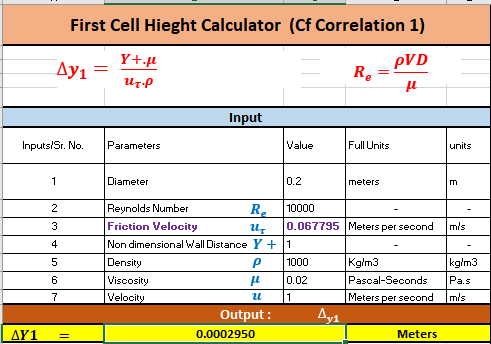 First Cell Hieght Calculator (Cf Correlation 1)
Δy₁ = Y+.μ / uτ.ρ
Rₑ = ρVD / μ
Input
Inputs/Sr. No. Parameters Value Full Units units
1 Diameter 0.2 meters m
2 Reynolds Number Rₑ 10000 - -
3 Friction Velocity uτ 0.067795 Meters per second m/s
4 Non dimensional Wall Distance Y + 1 - -
5 Density ρ 1000 Kg/m3 kg/m3
6 Viscosity μ 0.02 Pascal-Seconds Pa.s
7 Velocity u 1 Meters per second m/s
Output : Δy1
ΔY1 = 0.0002950 Meters